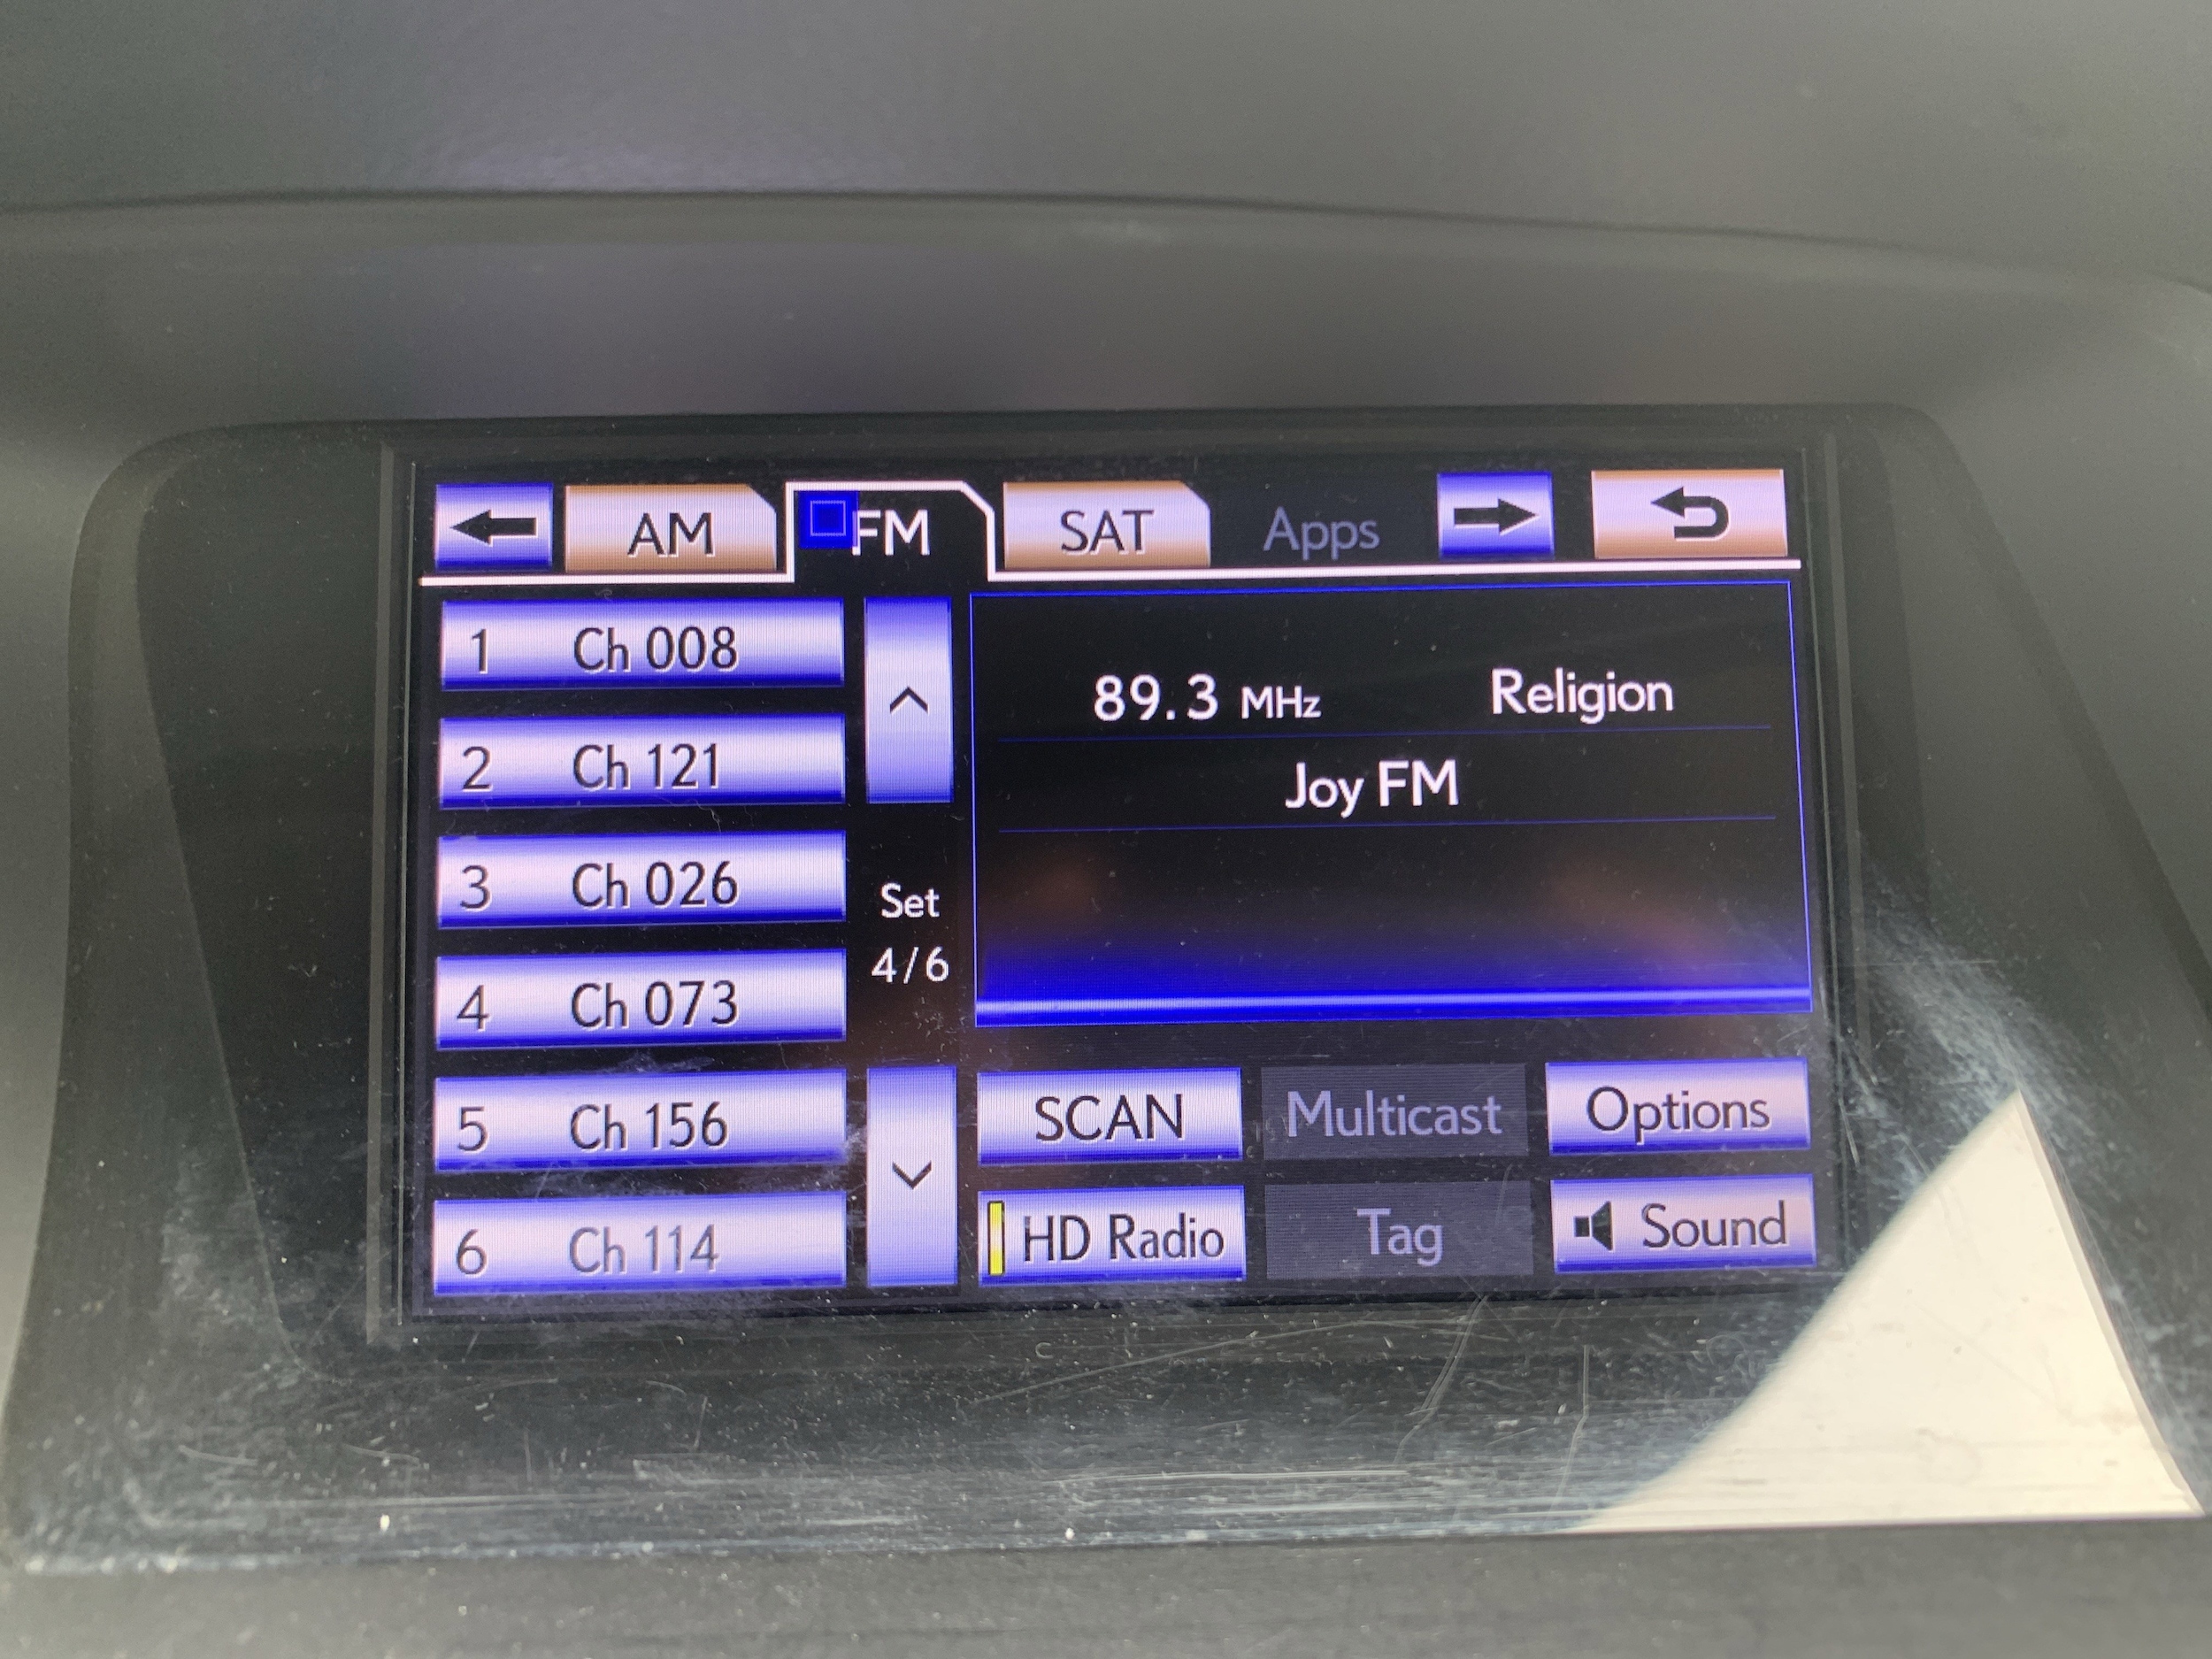 AM FM SAT Apps
1 Ch 008
2 Ch 121
3 Ch 026
4 Ch 073
5 Ch 156
6 Ch 114
Set
4/6
89.3 MHz Religion
Joy FM
SCAN Multicast Options
HD Radio Tag Sound